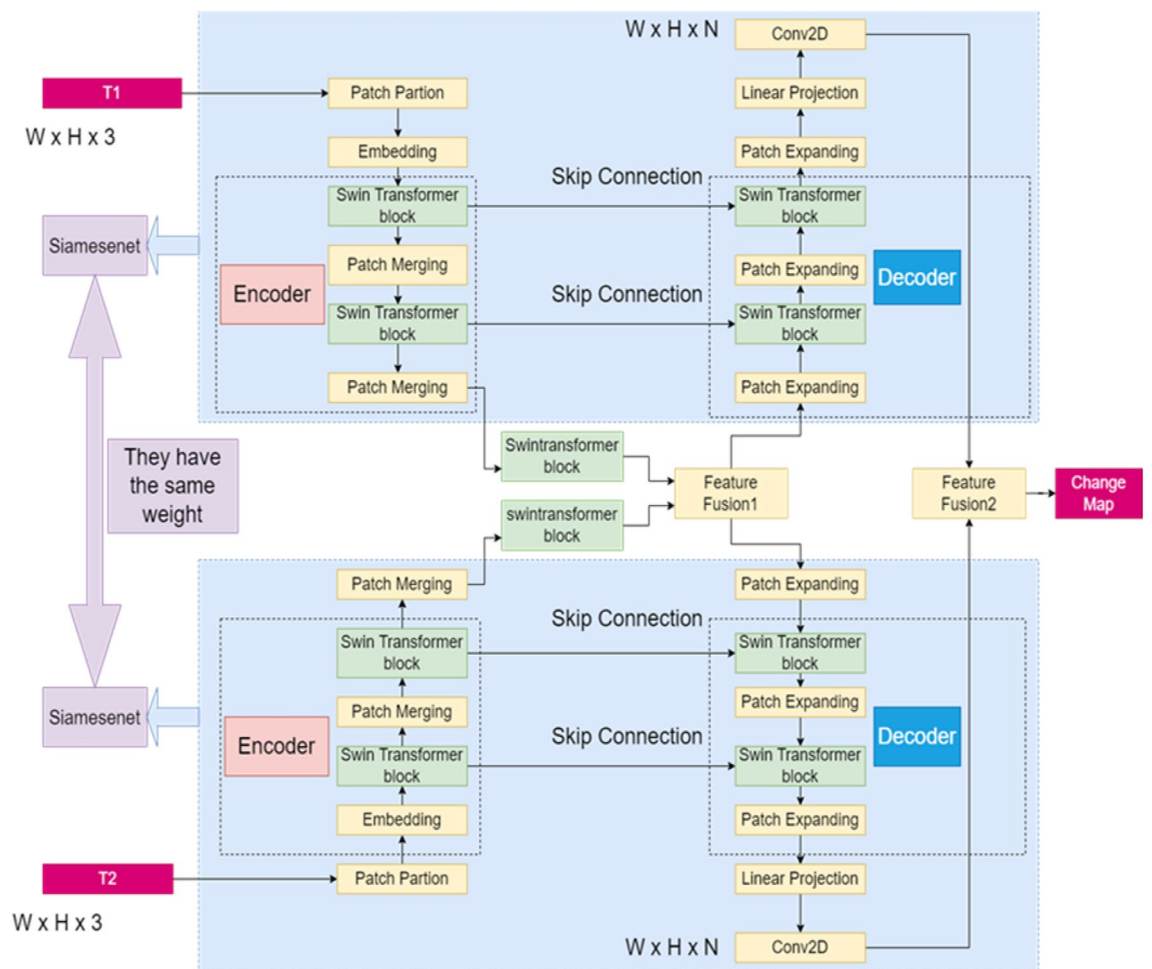 W x H x N
Conv2D
T1
Patch Partion
Linear Projection
W x H x 3
Embedding
Patch Expanding
Skip Connection
Swin Transformer
block
Swin Transformer
block
Siamesenet
Patch Merging
Patch Expanding
Encoder
Decoder
Skip Connection
Swin Transformer
block
Swin Transformer
block
Patch Merging
Patch Expanding
They have
the same
weight
Swintransformer
block
swintransformer
block
Feature
Fusion1
Feature
Fusion2
Change
Map
Patch Merging
Patch Expanding
Skip Connection
Swin Transformer
block
Swin Transformer
block
Siamesenet
Patch Merging
Patch Expanding
Encoder
Decoder
Skip Connection
Swin Transformer
block
Swin Transformer
block
Embedding
Patch Expanding
T2
Patch Partion
Linear Projection
W x H x 3
W x H x N
Conv2D